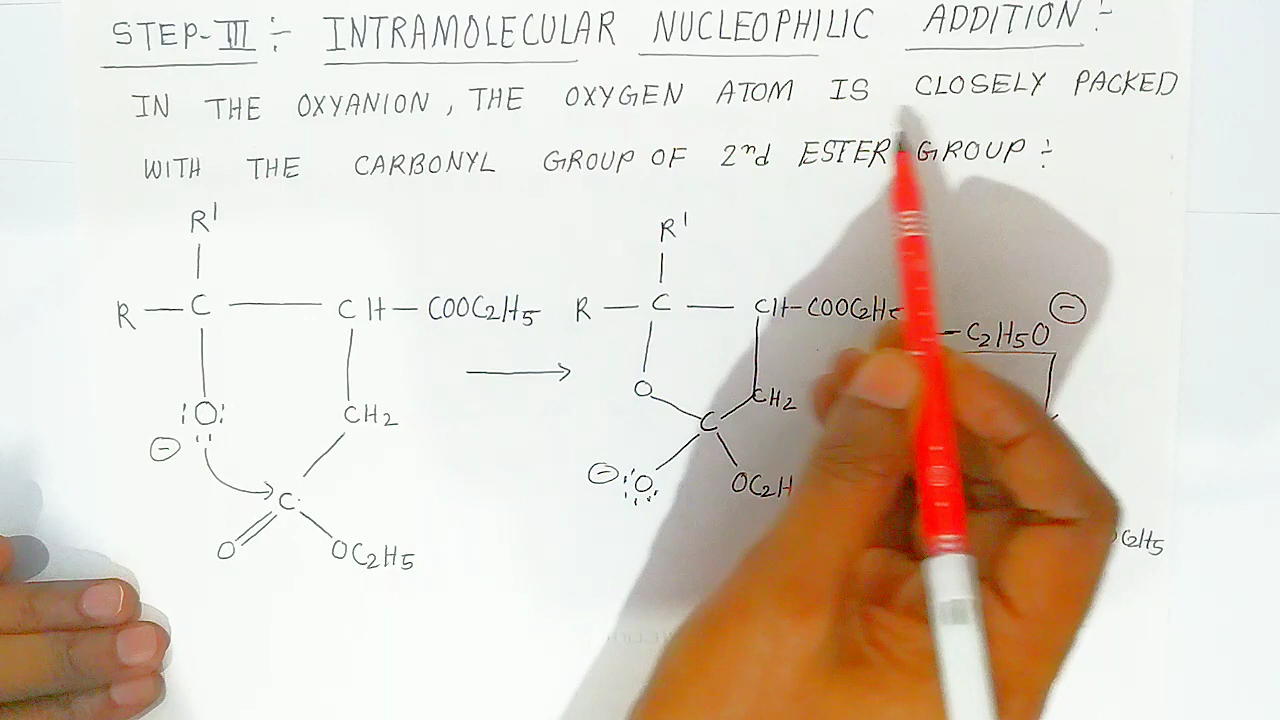 STEP-III :- INTRAMOLECULAR NUCLEOPHILIC ADDITION :-
IN THE OXYANION, THE OXYGEN ATOM IS CLOSELY PACKED
WITH THE CARBONYL GROUP OF 2nd ESTER GROUP :-
R' R'
R — C — CH — COOC2H5 R — C — CH-COOC2H5 - C2H5O ⊖
:O: CH2 O CH2
⊖ C C
O OC2H5 ⊖ :O: OC2H C2H5